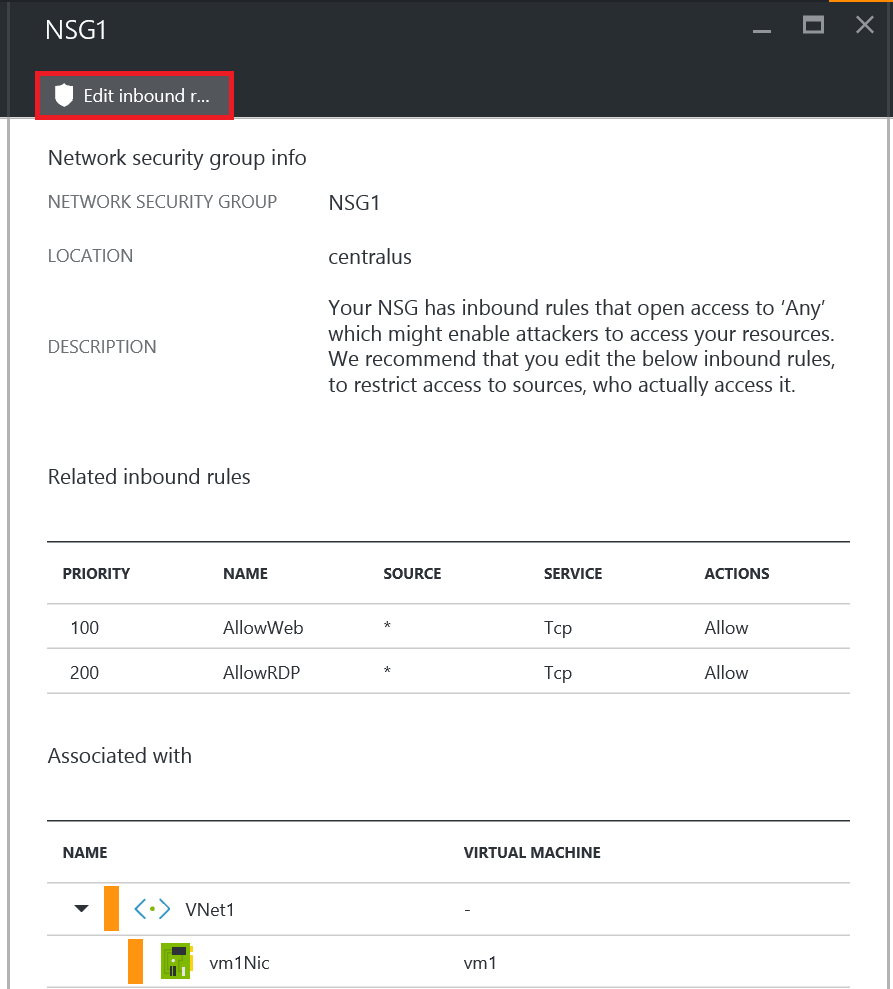 NSG1
Edit inbound r...
Network security group info
NETWORK SECURITY GROUP NSG1
LOCATION centralus
DESCRIPTION
Your NSG has inbound rules that open access to ‘Any’
which might enable attackers to access your resources.
We recommend that you edit the below inbound rules,
to restrict access to sources, who actually access it.
Related inbound rules
PRIORITY NAME SOURCE SERVICE ACTIONS
100 AllowWeb * Tcp Allow
200 AllowRDP * Tcp Allow
Associated with
NAME VIRTUAL MACHINE
VNet1 -
vm1Nic vm1